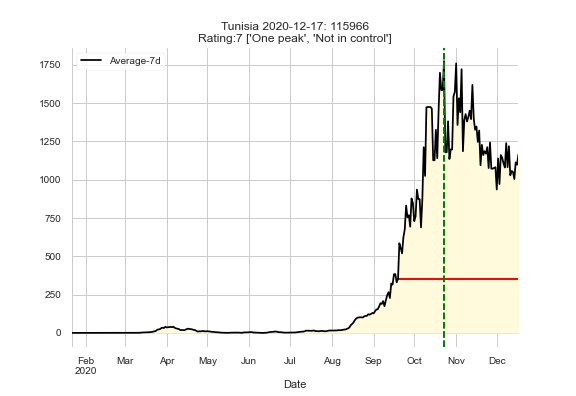 Tunisia 2020-12-17: 115966
Rating:7 ['One peak', 'Not in control']
Average-7d
1750
1500
1250
1000
750
500
250
0
Feb Mar Apr May Jun Jul Aug Sep Oct Nov Dec
2020
Date